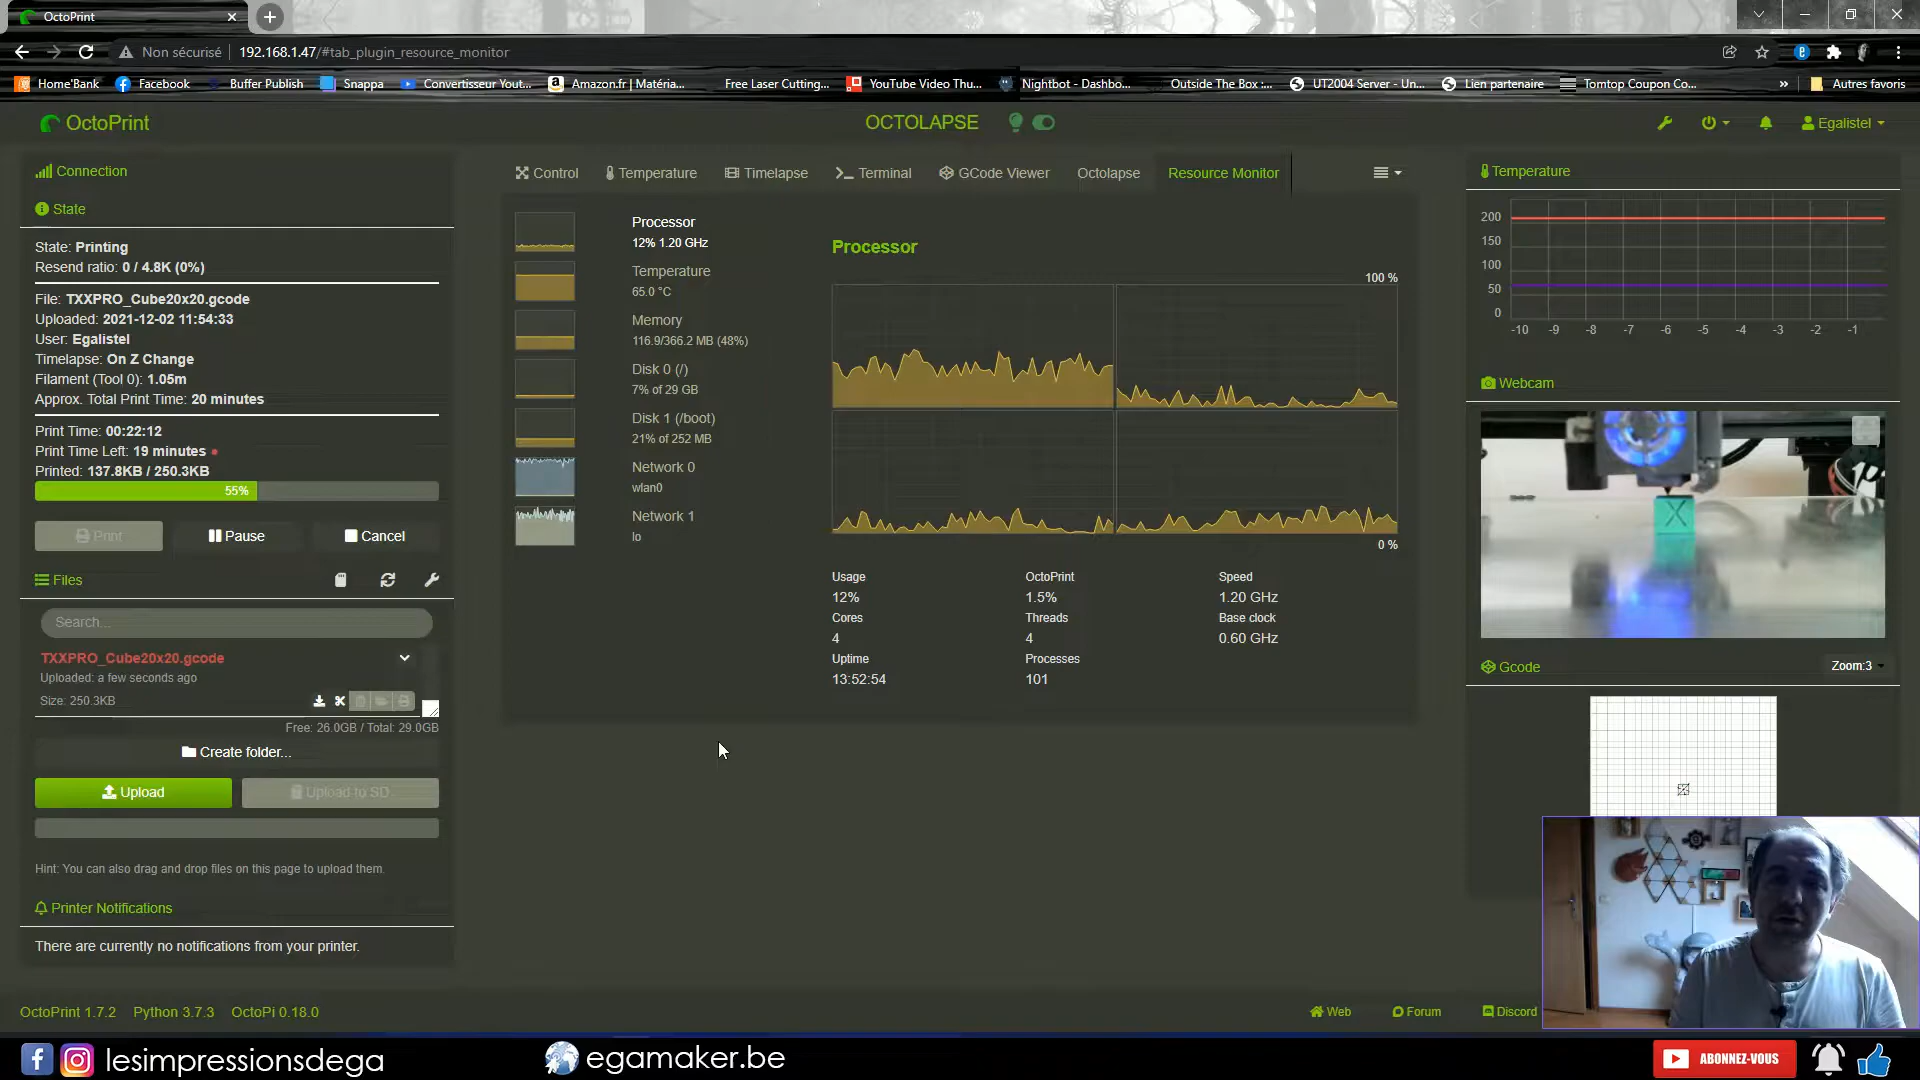 OctoPrint
Non sécurisé 192.168.1.47/#tab_plugin_resource_monitor
Home'Bank Facebook Buffer Publish Snappa Convertisseur Yout... Amazon.fr | Matéria... Free Laser Cutting,... YouTube Video Thu... Nightbot - Dashbo... Outside The Box :... UT2004 Server - Un... Lien partenaire Tomtop Coupon Co... » Autres favoris
OctoPrint OCTOLAPSE Egalistel
Connection
State
State: Printing
Resend ratio: 0 / 4.8K (0%)
File: TXXPRO_Cube20x20.gcode
Uploaded: 2021-12-02 11:54:33
User: Egalistel
Timelapse: On Z Change
Filament (Tool 0): 1.05m
Approx. Total Print Time: 20 minutes
Print Time: 00:22:12
Print Time Left: 19 minutes
Printed: 137.8KB / 250.3KB
55%
Print Pause Cancel
Files
Search...
TXXPRO_Cube20x20.gcode
Uploaded: a few seconds ago
Size: 250.3KB
Free: 26.0GB / Total: 29.0GB
Create folder...
Upload Upload to SD
Hint: You can also drag and drop files on this page to upload them.
Printer Notifications
There are currently no notifications from your printer.
Control Temperature Timelapse Terminal GCode Viewer Octolapse Resource Monitor
Processor
12% 1.20 GHz
Temperature
65.0 °C
Memory
116.9/366.2 MB (48%)
Disk 0 (/)
7% of 29 GB
Disk 1 (/boot)
21% of 252 MB
Network 0
wlan0
Network 1
lo
Processor
100 %
0 %
Usage OctoPrint Speed
12% 1.5% 1.20 GHz
Cores Threads Base clock
4 4 0.60 GHz
Uptime Processes
13:52:54 101
Temperature
200
150
100
50
0
-10 -9 -8 -7 -6 -5 -4 -3 -2 -1
Webcam
X
Gcode Zoom:3
OctoPrint 1.7.2 Python 3.7.3 OctoPi 0.18.0
Web Forum Discord
lesimpressionsdega egamaker.be ABONNEZ-VOUS